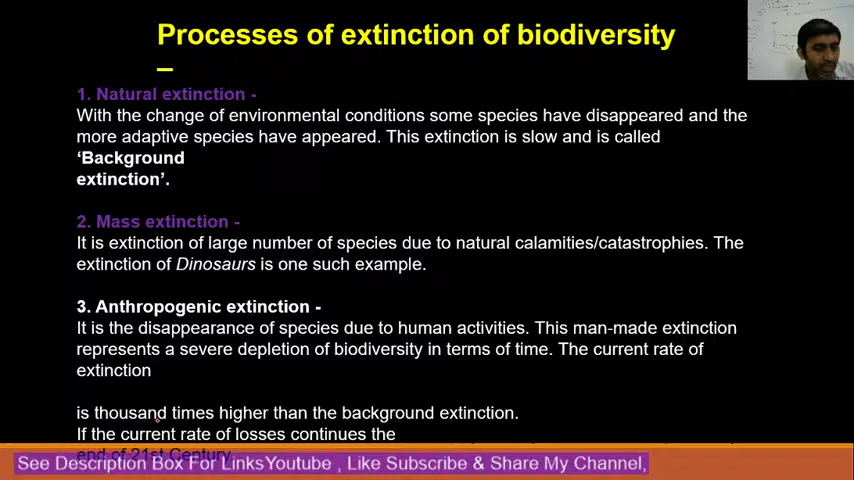 Processes of extinction of biodiversity
–
1. Natural extinction -
With the change of environmental conditions some species have disappeared and the
more adaptive species have appeared. This extinction is slow and is called
‘Background
extinction’.
2. Mass extinction -
It is extinction of large number of species due to natural calamities/catastrophies. The
extinction of Dinosaurs is one such example.
3. Anthropogenic extinction -
It is the disappearance of species due to human activities. This man-made extinction
represents a severe depletion of biodiversity in terms of time. The current rate of
extinction
is thousand times higher than the background extinction.
If the current rate of losses continues the
end of 21st Century
See Description Box For LinksYoutube , Like Subscribe & Share My Channel,